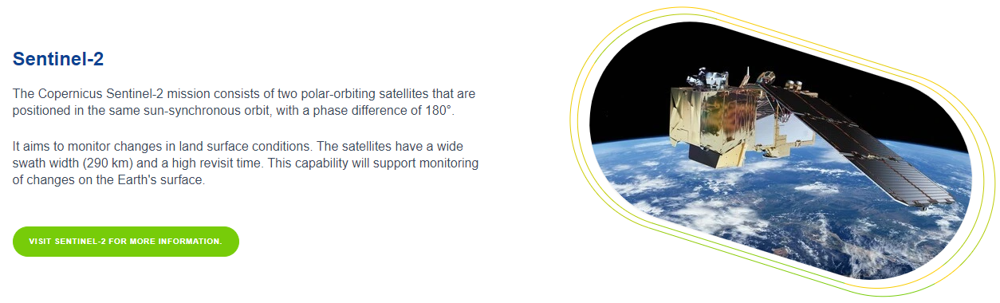 Sentinel-2
The Copernicus Sentinel-2 mission consists of two polar-orbiting satellites that are
positioned in the same sun-synchronous orbit, with a phase difference of 180°.
It aims to monitor changes in land surface conditions. The satellites have a wide
swath width (290 km) and a high revisit time. This capability will support monitoring
of changes on the Earth's surface.
VISIT SENTINEL-2 FOR MORE INFORMATION.